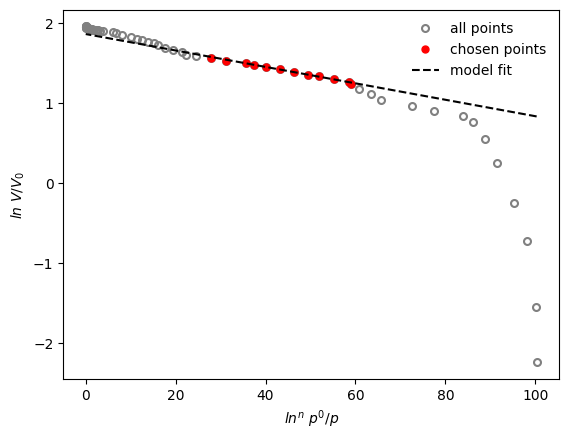 2
1
0
−1
−2
ln V/V₀
all points
chosen points
model fit
0
20
40
60
80
100
lnⁿ p⁰/p